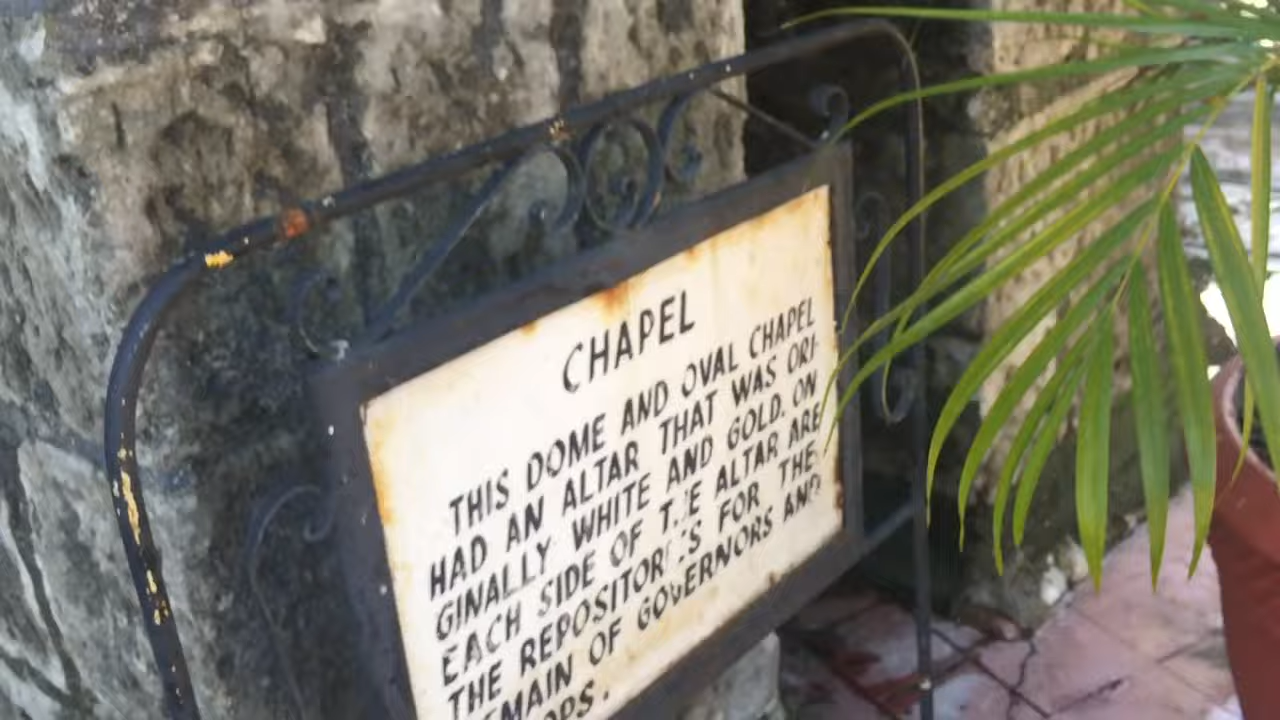 CHAPEL
THIS DOME AND OVAL CHAPEL
HAD AN ALTAR THAT WAS ORI-
GINALLY WHITE AND GOLD. ON
EACH SIDE OF THE ALTAR ARE
THE REPOSITORIES FOR THE
REMAIN OF GOVERNORS AND